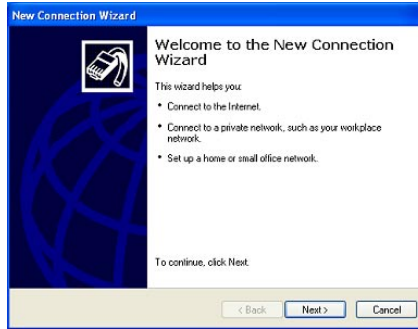 New Connection Wizard
Welcome to the New Connection
Wizard
This wizard helps you:
• Connect to the Internet.
• Connect to a private network, such as your workplace
network.
• Set up a home or small office network.
To continue, click Next.
< Back Next > Cancel